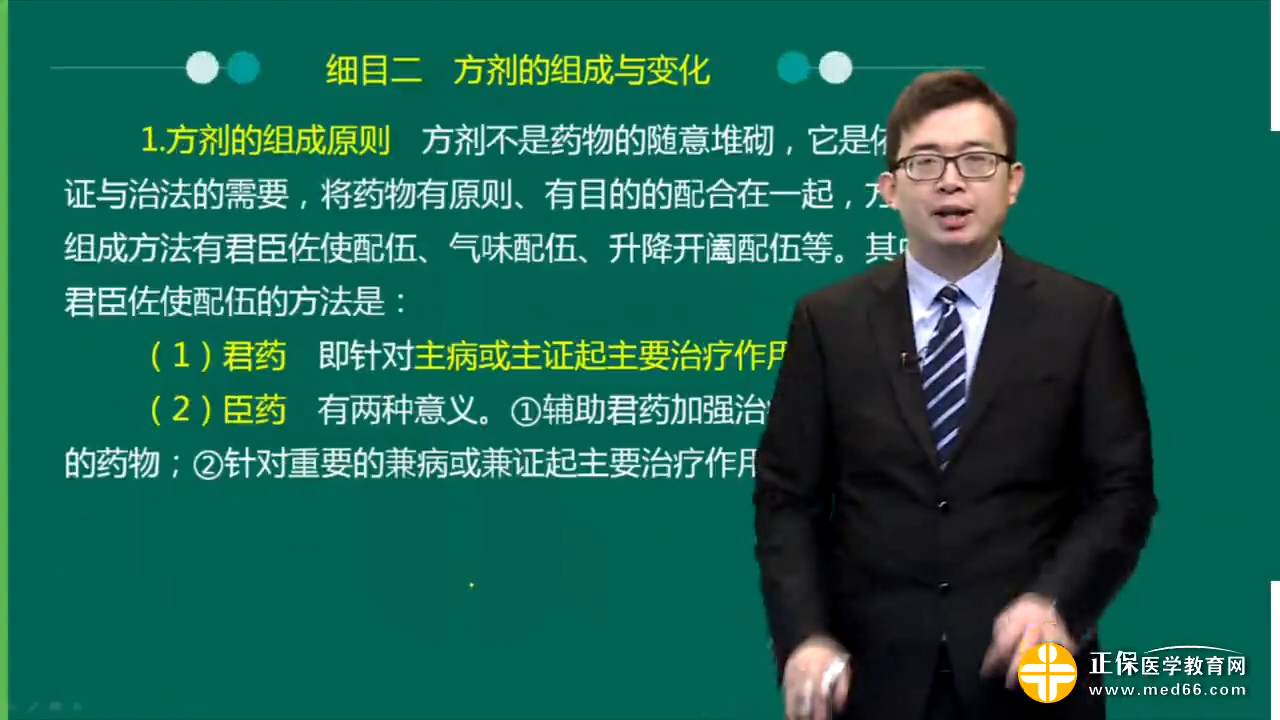 细目二 方剂的组成与变化
1.方剂的组成原则 方剂不是药物的随意堆砌，它是
证与治法的需要，将药物有原则、有目的的配合在一起，
组成方法有君臣佐使配伍、气味配伍、升降开阖配伍等。其
君臣佐使配伍的方法是：
（1）君药 即针对主病或主证起主要治疗作用
（2）臣药 有两种意义。①辅助君药加强治
的药物；②针对重要的兼病或兼证起主要治疗作用
正保医学教育网
www.med66.com